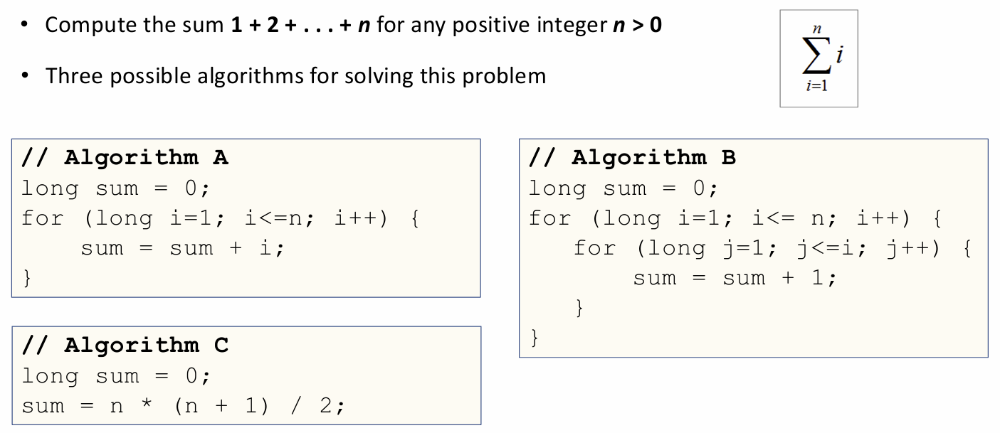 • Compute the sum 1 + 2 + . . . + n for any positive integer n > 0
n
∑ i
i=1
• Three possible algorithms for solving this problem
// Algorithm A
long sum = 0;
for (long i=1; i<=n; i++) {
    sum = sum + i;
}
// Algorithm B
long sum = 0;
for (long i=1; i<= n; i++) {
   for (long j=1; j<=i; j++) {
       sum = sum + 1;
   }
}
// Algorithm C
long sum = 0;
sum = n * (n + 1) / 2;